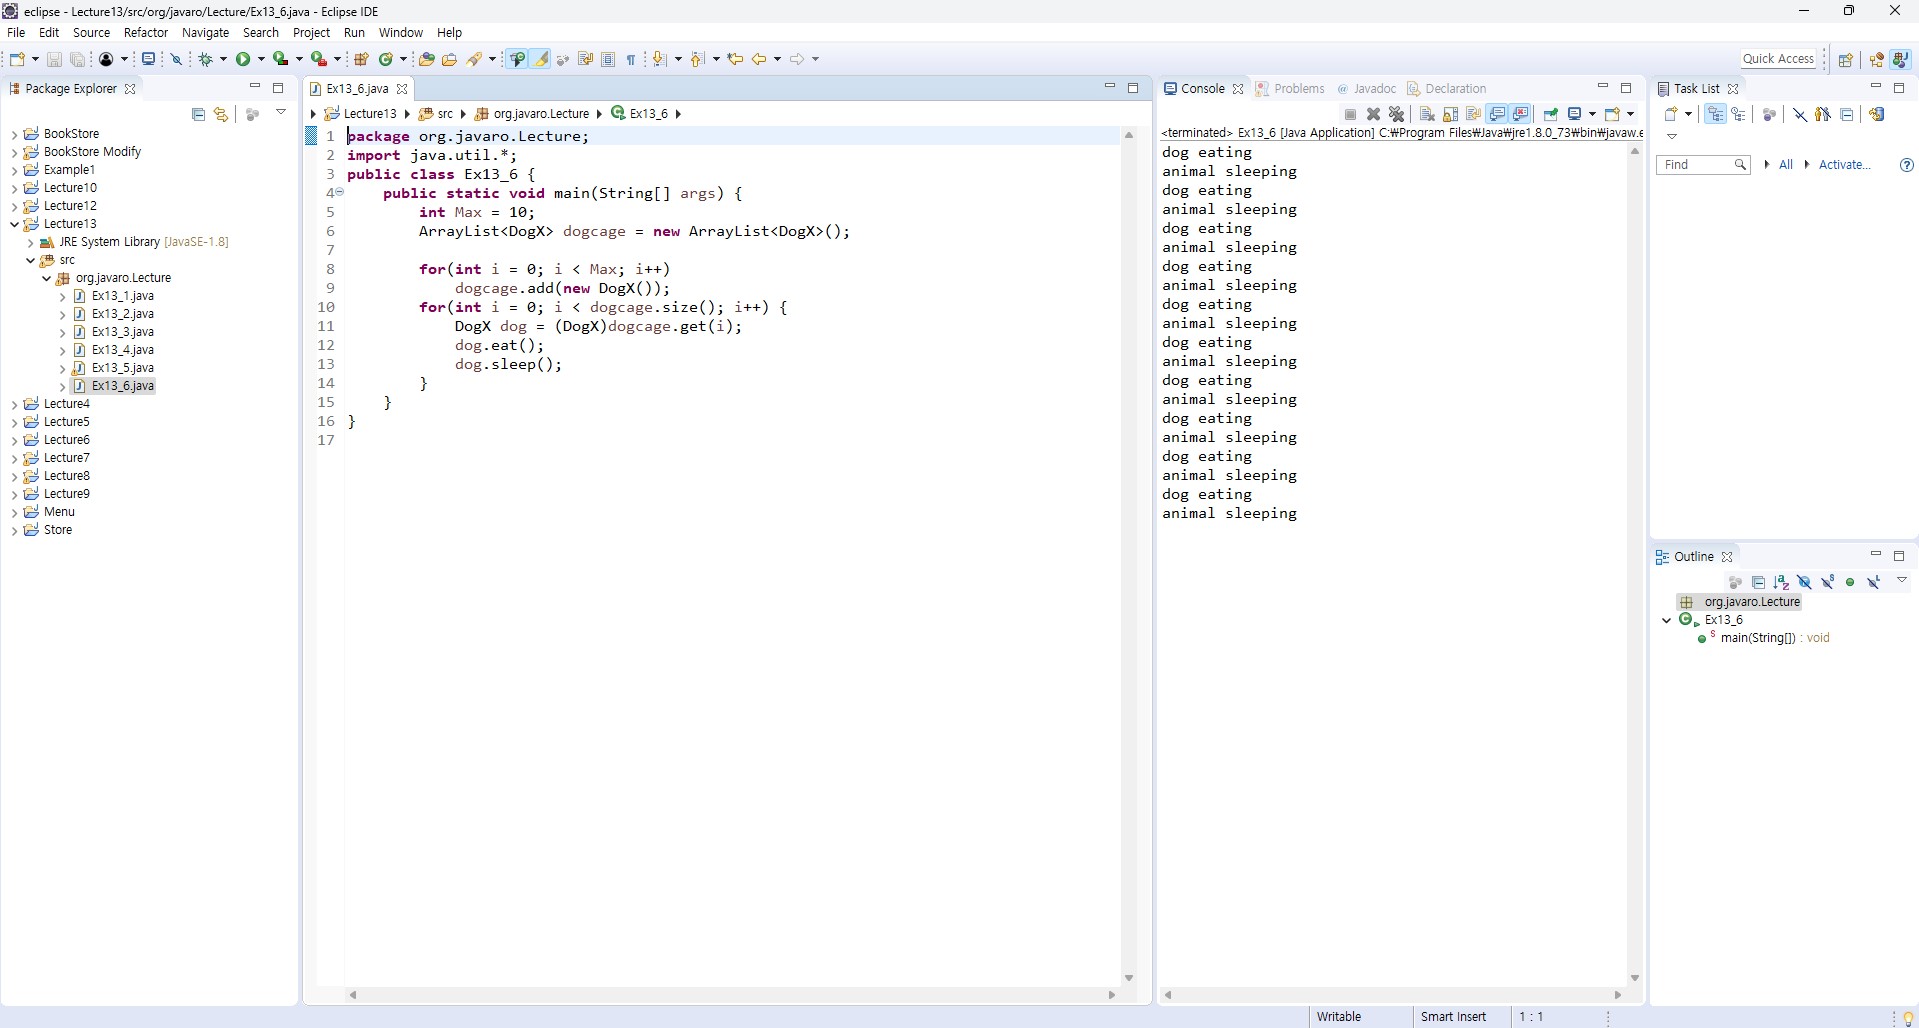 eclipse - Lecture13/src/org/javaro/Lecture/Ex13_6.java - Eclipse IDE
File Edit Source Refactor Navigate Search Project Run Window Help
Quick Access
Package Explorer
BookStore
BookStore Modify
Example1
Lecture10
Lecture12
Lecture13
JRE System Library [JavaSE-1.8]
src
org.javaro.Lecture
Ex13_1.java
Ex13_2.java
Ex13_3.java
Ex13_4.java
Ex13_5.java
Ex13_6.java
Lecture4
Lecture5
Lecture6
Lecture7
Lecture8
Lecture9
Menu
Store
Ex13_6.java
Lecture13 src org.javaro.Lecture Ex13_6
1 package org.javaro.Lecture;
2 import java.util.*;
3 public class Ex13_6 {
4 public static void main(String[] args) {
5 int Max = 10;
6 ArrayList<DogX> dogcage = new ArrayList<DogX>();
7
8 for(int i = 0; i < Max; i++)
9 dogcage.add(new DogX());
10 for(int i = 0; i < dogcage.size(); i++) {
11 DogX dog = (DogX)dogcage.get(i);
12 dog.eat();
13 dog.sleep();
14 }
15 }
16 }
17
Console Problems @ Javadoc Declaration
<terminated> Ex13_6 [Java Application] C:₩Program Files₩Java₩jre1.8.0_73₩bin₩javaw.e
dog eating
animal sleeping
dog eating
animal sleeping
dog eating
animal sleeping
dog eating
animal sleeping
dog eating
animal sleeping
dog eating
animal sleeping
dog eating
animal sleeping
dog eating
animal sleeping
dog eating
animal sleeping
dog eating
animal sleeping
Task List
Find All Activate...
Outline
org.javaro.Lecture
Ex13_6
main(String[]) : void
Writable Smart Insert 1 : 1